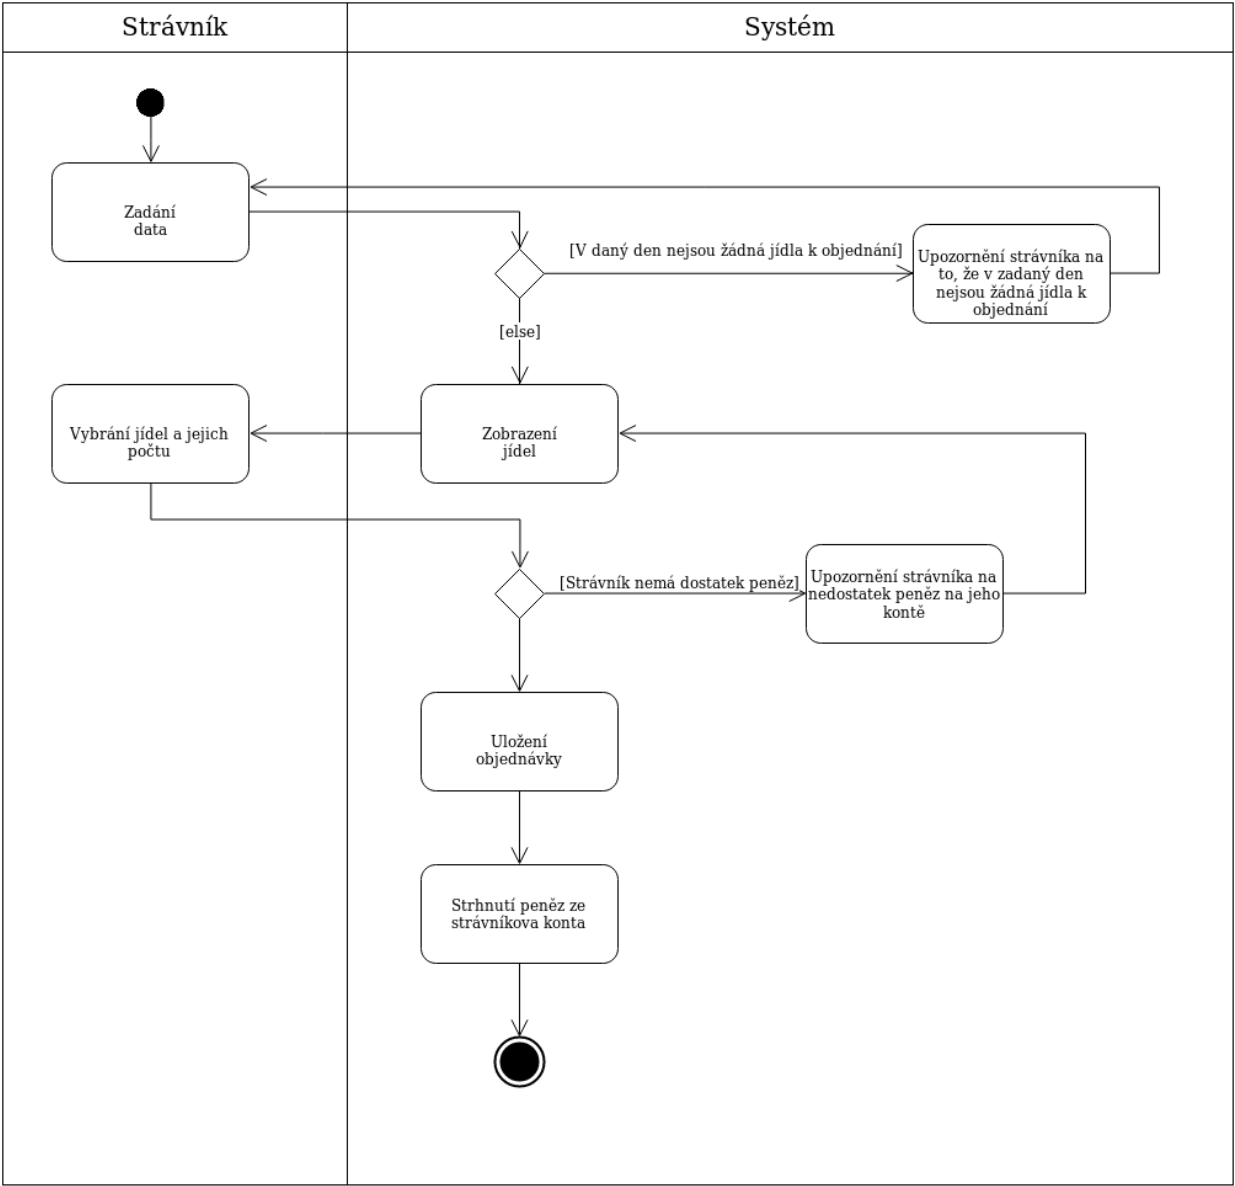 Strávník
Systém
Zadání
data
[V daný den nejsou žádná jídla k objednání]
Upozornění strávníka na
to, že v zadaný den
nejsou žádná jídla k
objednání
[else]
Vybrání jídel a jejich
počtu
Zobrazení
jídel
[Strávník nemá dostatek peněz]
Upozornění strávníka na
nedostatek peněz na jeho
kontě
Uložení
objednávky
Strhnutí peněz ze
strávníkova konta